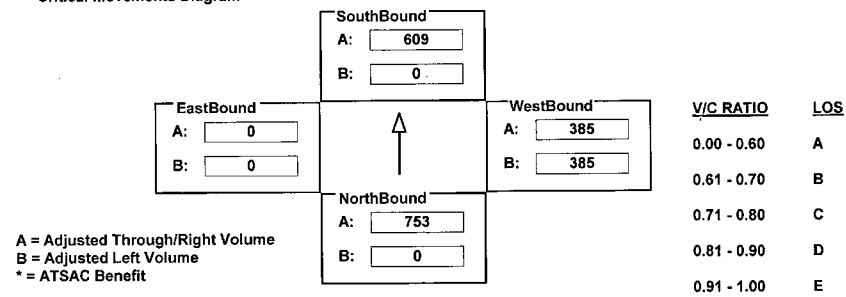 Critical Movements Diagram
SouthBound
A: 609
B: 0
EastBound
A: 0
B: 0
WestBound
A: 385
B: 385
NorthBound
A: 753
B: 0
A = Adjusted Through/Right Volume
B = Adjusted Left Volume
* = ATSAC Benefit
V/C RATIO LOS
0.00 - 0.60 A
0.61 - 0.70 B
0.71 - 0.80 C
0.81 - 0.90 D
0.91 - 1.00 E